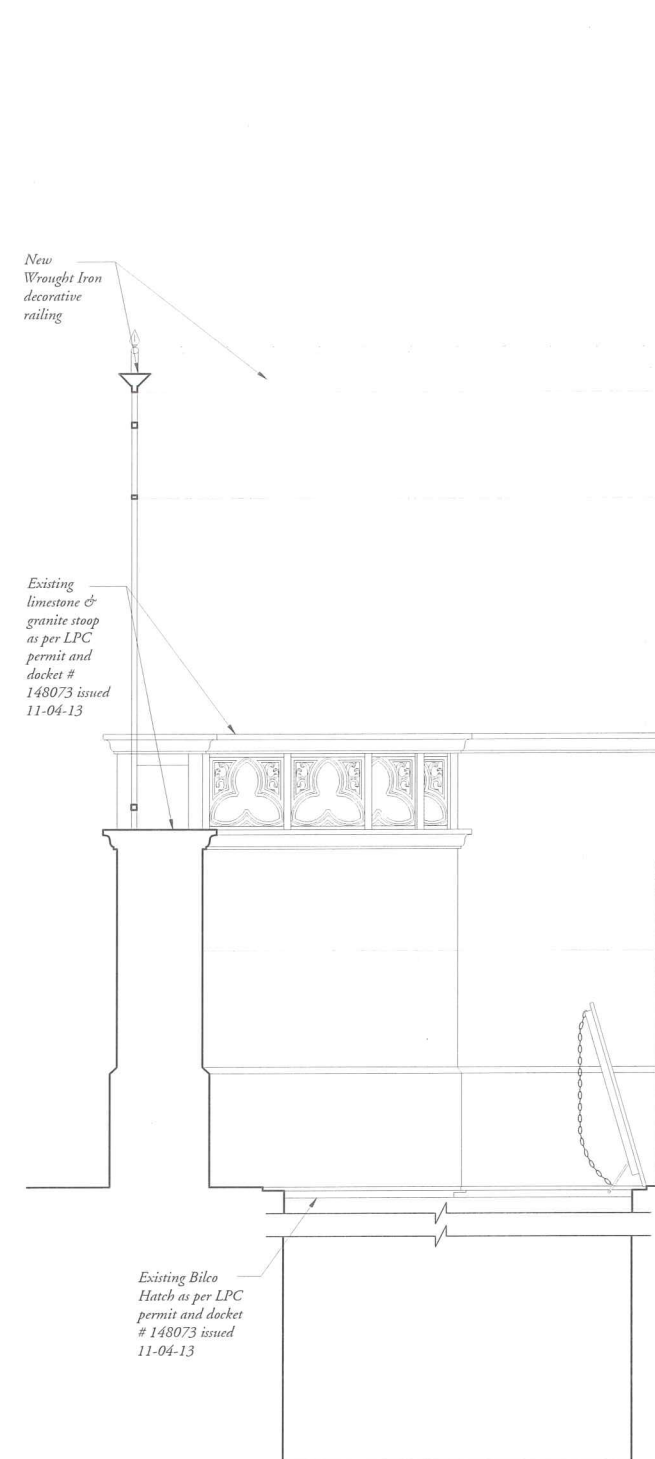 New
Wrought Iron
decorative
railing
Existing
limestone &
granite stoop
as per LPC
permit and
docket #
148073 issued
11-04-13
Existing Bilco
Hatch as per LPC
permit and docket
# 148073 issued
11-04-13